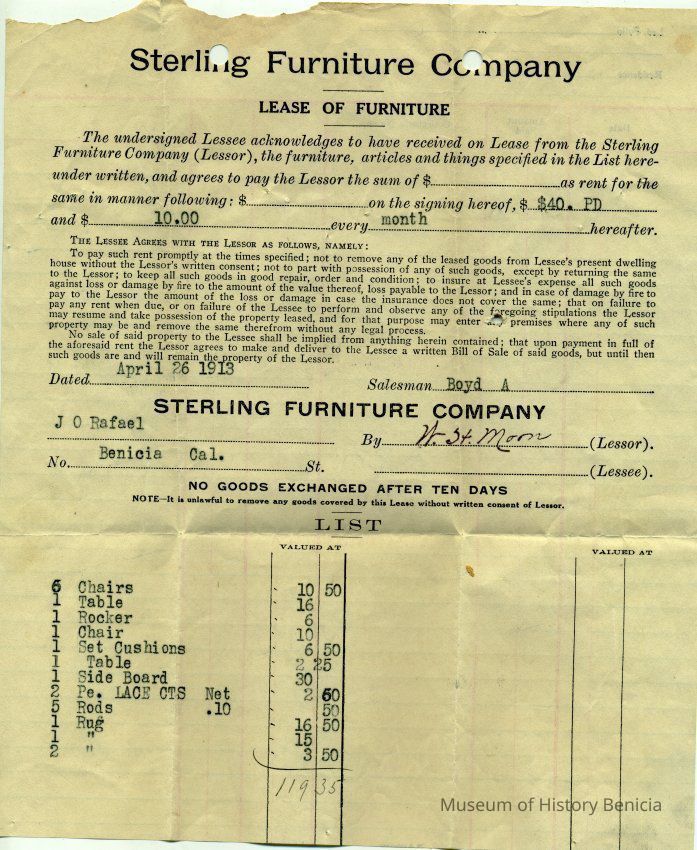 Sterling Furniture Company
LEASE OF FURNITURE
The undersigned Lessee acknowledges to have received on Lease from the Sterling
Furniture Company (Lessor), the furniture, articles and things specified in the List here-
under written, and agrees to pay the Lessor the sum of $ as rent for the
same in manner following: $ on the signing hereof, $ $40. PD
and $ 10.00 every month hereafter.
THE LESSEE AGREES WITH THE LESSOR AS FOLLOWS, NAMELY:
To pay such rent promptly at the times specified; not to remove any of the leased goods from Lessee's present dwelling
house without the Lessor's written consent; not to part with possession of any of such goods, except by returning the same
to the Lessor; to keep all such goods in good repair, order and condition; to insure at Lessee's expense all such goods
against loss or damage by fire to the amount of the value thereof, loss payable to the Lessor; and in case of damage by fire to
pay to the Lessor the amount of the loss or damage in case the insurance does not cover the same; that on failure to
pay any rent when due, or on failure of the Lessee to perform and observe any of the foregoing stipulations the Lessor
may resume and take possession of the property leased, and for that purpose may enter premises where any of such
property may be and remove the same therefrom without any legal process.
No sale of said property to the Lessee shall be implied from anything herein contained; that upon payment in full of
the aforesaid rent the Lessor agrees to make and deliver to the Lessee a written Bill of Sale of said goods, but until then
such goods are and will remain the property of the Lessor.
Dated April 26 1913 Salesman Boyd A
STERLING FURNITURE COMPANY
J O Rafael
By W. H. Moon (Lessor).
No. Benicia Cal. St. (Lessee).
NO GOODS EXCHANGED AFTER TEN DAYS
NOTE—It is unlawful to remove any goods covered by this Lease without written consent of Lessor.
LIST
VALUED AT VALUED AT
6 Chairs 10 50
1 Table 16
1 Rocker 6
1 Chair 10
1 Set Cushions 6 50
1 Table 2 25
1 Side Board 30
2 Pe. LACE CTS Net 2 60
5 Rods .10 50
1 Rug 16 50
1 " 15
2 " 3 50
119 35
Museum of History Benicia